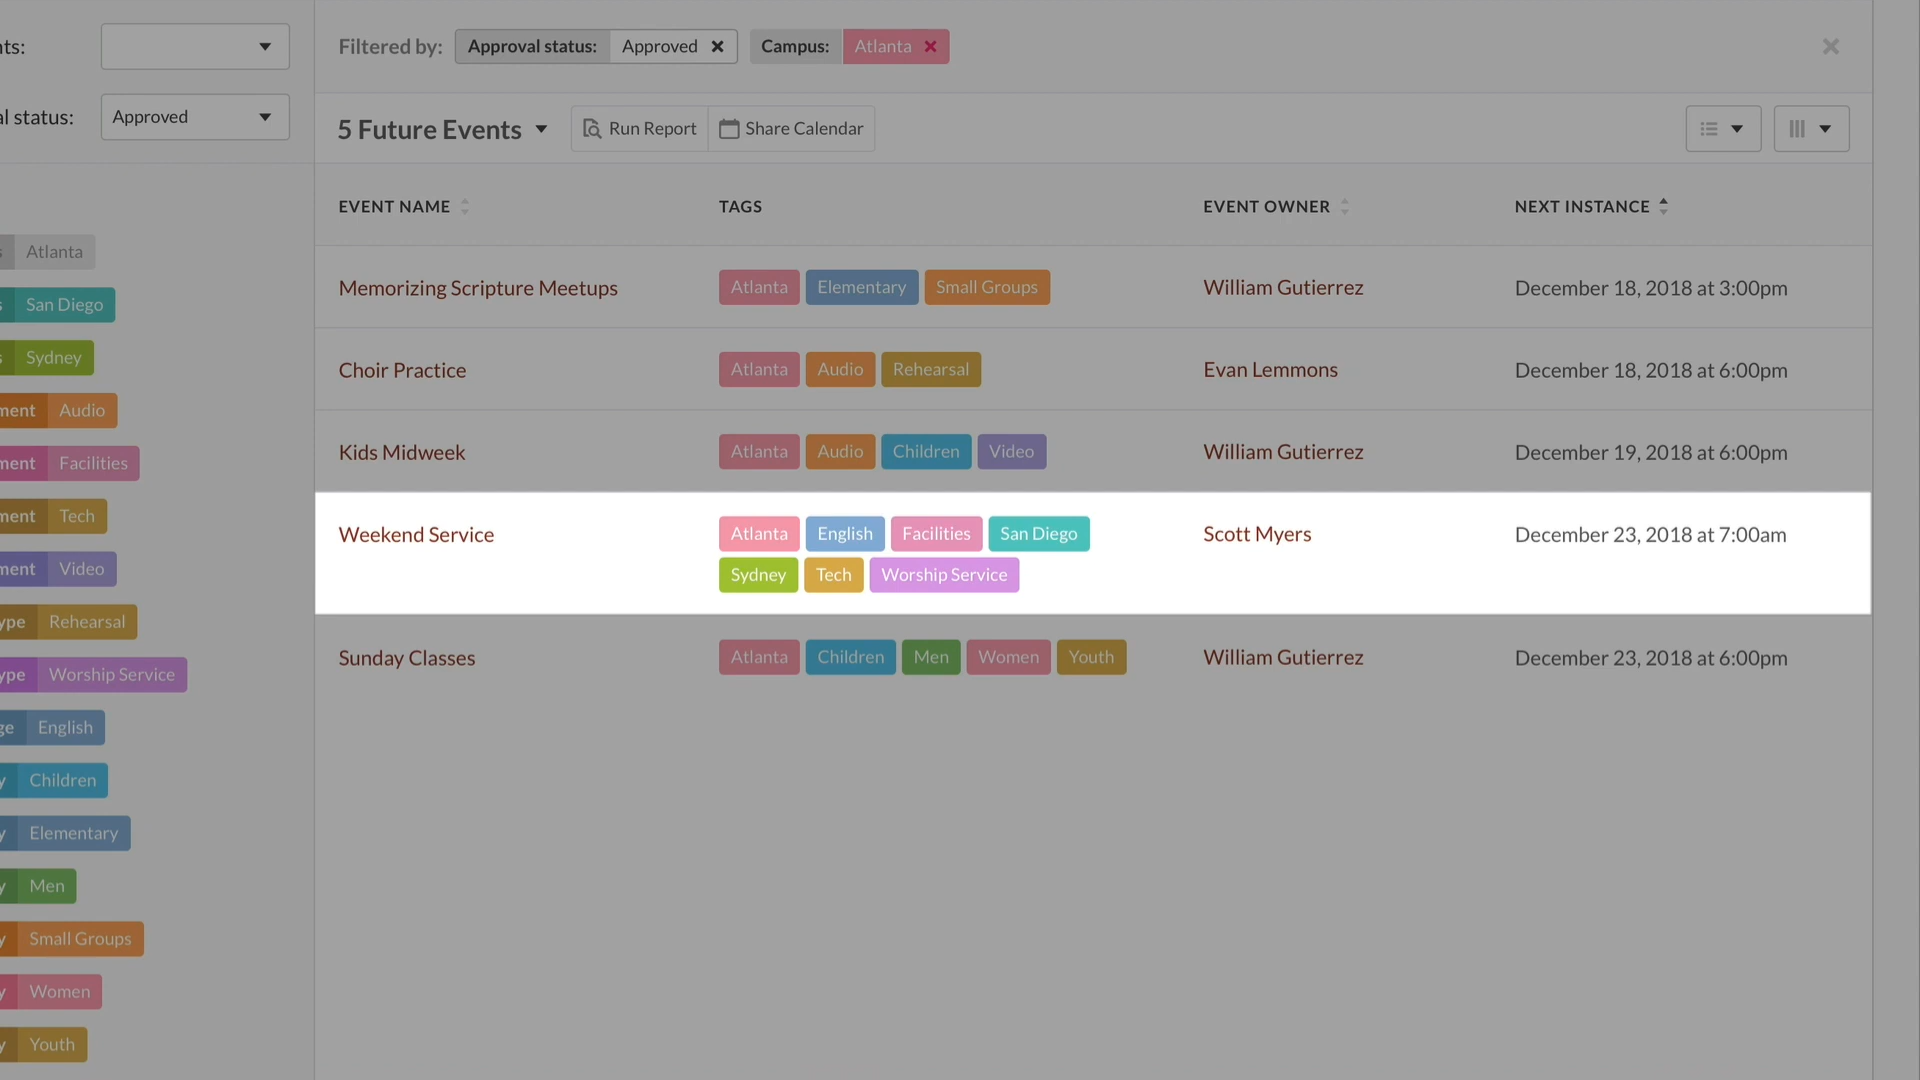 nts:
Filtered by: Approval status: Approved Campus: Atlanta
al status: Approved
5 Future Events Run Report Share Calendar
EVENT NAME TAGS EVENT OWNER NEXT INSTANCE
Memorizing Scripture Meetups Atlanta Elementary Small Groups William Gutierrez December 18, 2018 at 3:00pm
Choir Practice Atlanta Audio Rehearsal Evan Lemmons December 18, 2018 at 6:00pm
Kids Midweek Atlanta Audio Children Video William Gutierrez December 19, 2018 at 6:00pm
Weekend Service Atlanta English Facilities San Diego Scott Myers December 23, 2018 at 7:00am
Sydney Tech Worship Service
Sunday Classes Atlanta Children Men Women Youth William Gutierrez December 23, 2018 at 6:00pm
s Atlanta
s San Diego
s Sydney
ment Audio
ment Facilities
ment Tech
ment Video
ype Rehearsal
ype Worship Service
ge English
y Children
y Elementary
y Men
y Small Groups
y Women
y Youth